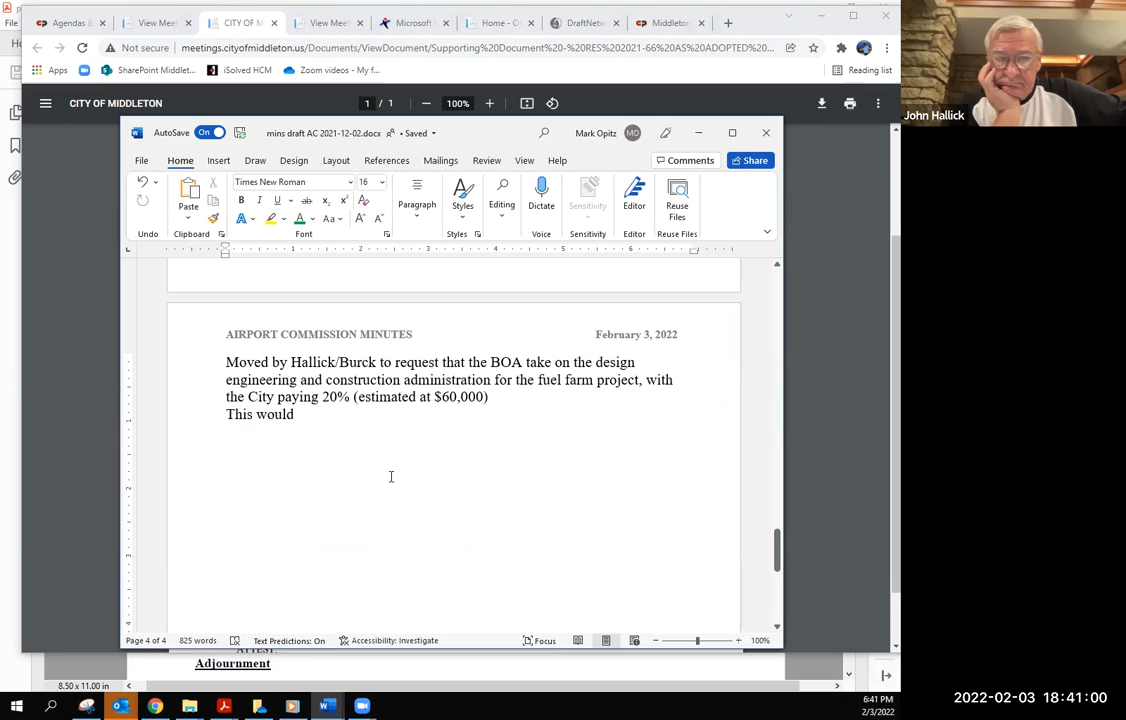 Agendas &
View Meet
CITY OF M
View Meet
Microsoft
Home - O
DraftNetw
Middleton
Not secure
meetings.cityofmiddleton.us/Documents/ViewDocument/Supporting%20Document%20-%20RES%202021-66%20AS%20ADOPTED%20...
Apps
SharePoint Middlet...
iSolved HCM
Zoom videos - My f...
Reading list
CITY OF MIDDLETON
1 / 1
100%
John Hallick
AutoSave On
mins draft AC 2021-12-02.docx
• Saved
Mark Opitz
MO
File Home Insert Draw Design Layout References Mailings Review View Help
Comments
Share
Times New Roman
16
Paste
Paragraph
Styles
Editing
Dictate
Sensitivity
Editor
Reuse Files
Undo
Clipboard
Font
Styles
Voice
Sensitivity
Editor
Reuse Files
AIRPORT COMMISSION MINUTES
February 3, 2022
Moved by Hallick/Burck to request that the BOA take on the design
engineering and construction administration for the fuel farm project, with
the City paying 20% (estimated at $60,000)
This would
Page 4 of 4
825 words
Text Predictions: On
Accessibility: Investigate
Focus
100%
Adjournment
8.50 x 11.00 in
6:41 PM
2/3/2022
2022-02-03 18:41:00